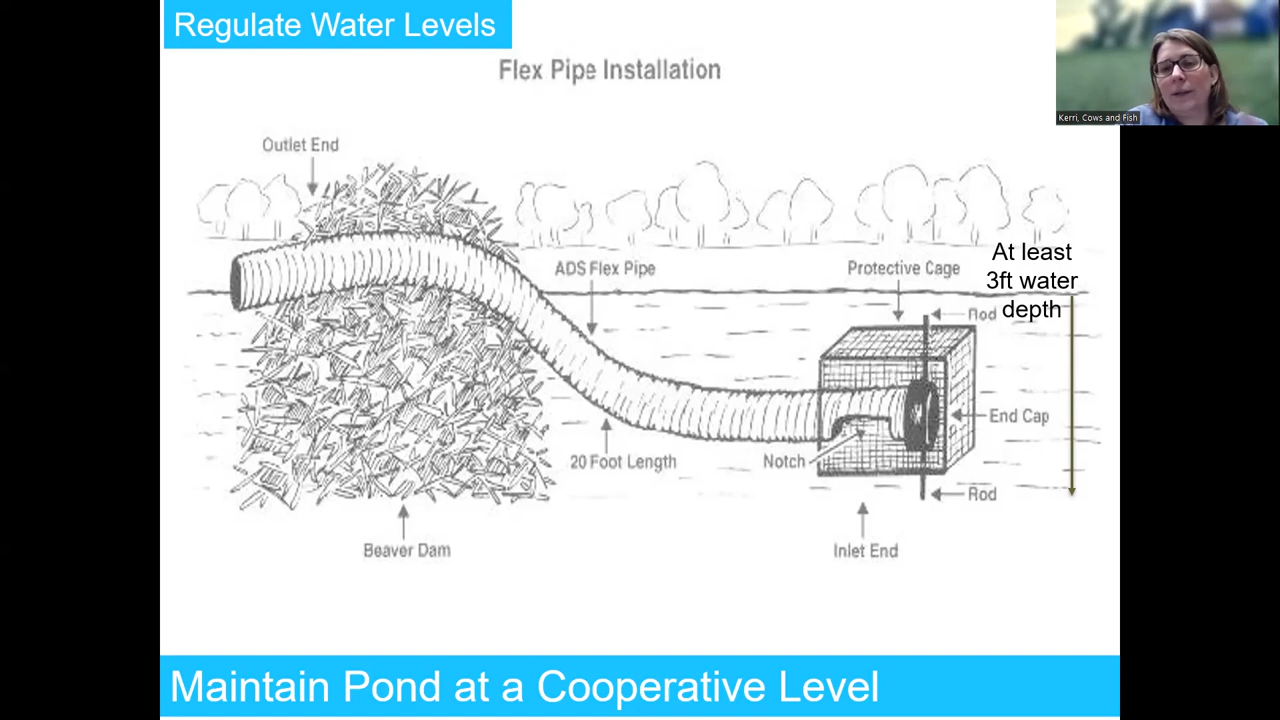 Regulate Water Levels
Flex Pipe Installation
Kerri, Cows and Fish
Outlet End
ADS Flex Pipe
Protective Cage
At least
3ft water
depth
Rod
End Cap
20 Foot Length
Notch
Rod
Beaver Dam
Inlet End
Maintain Pond at a Cooperative Level